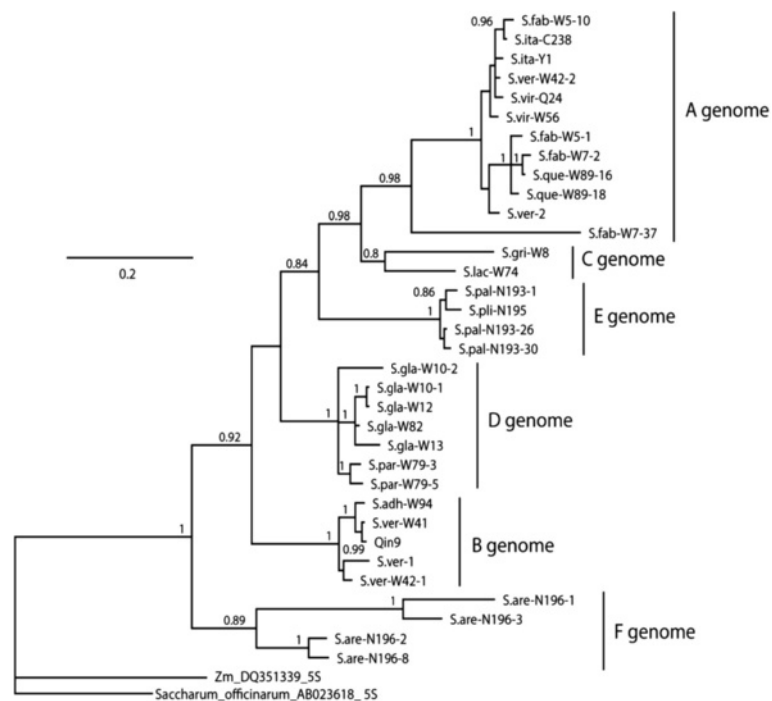 0.96
S.fab-W5-10
S.ita-C238
S.ita-Y1
S.ver-W42-2
S.vir-Q24
S.vir-W56
A genome
1
S.fab-W5-1
1
1
S.fab-W7-2
S.que-W89-16
0.98
S.que-W89-18
S.ver-2
0.98
S.fab-W7-37
0.8
S.gri-W8
C genome
0.2
0.84
S.lac-W74
0.86
S.pal-N193-1
1
S.pli-N195
E genome
S.pal-N193-26
S.pal-N193-30
S.gla-W10-2
1
S.gla-W10-1
S.gla-W12
1
1
S.gla-W82
D genome
0.92
S.gla-W13
1
S.par-W79-3
S.par-W79-5
1
S.adh-W94
S.ver-W41
1
Qin9
B genome
0.99
S.ver-1
S.ver-W42-1
1
1
S.are-N196-1
0.89
S.are-N196-3
F genome
1
S.are-N196-2
S.are-N196-8
Zm_DQ351339_5S
Saccharum_officinarum_AB023618_ 5S